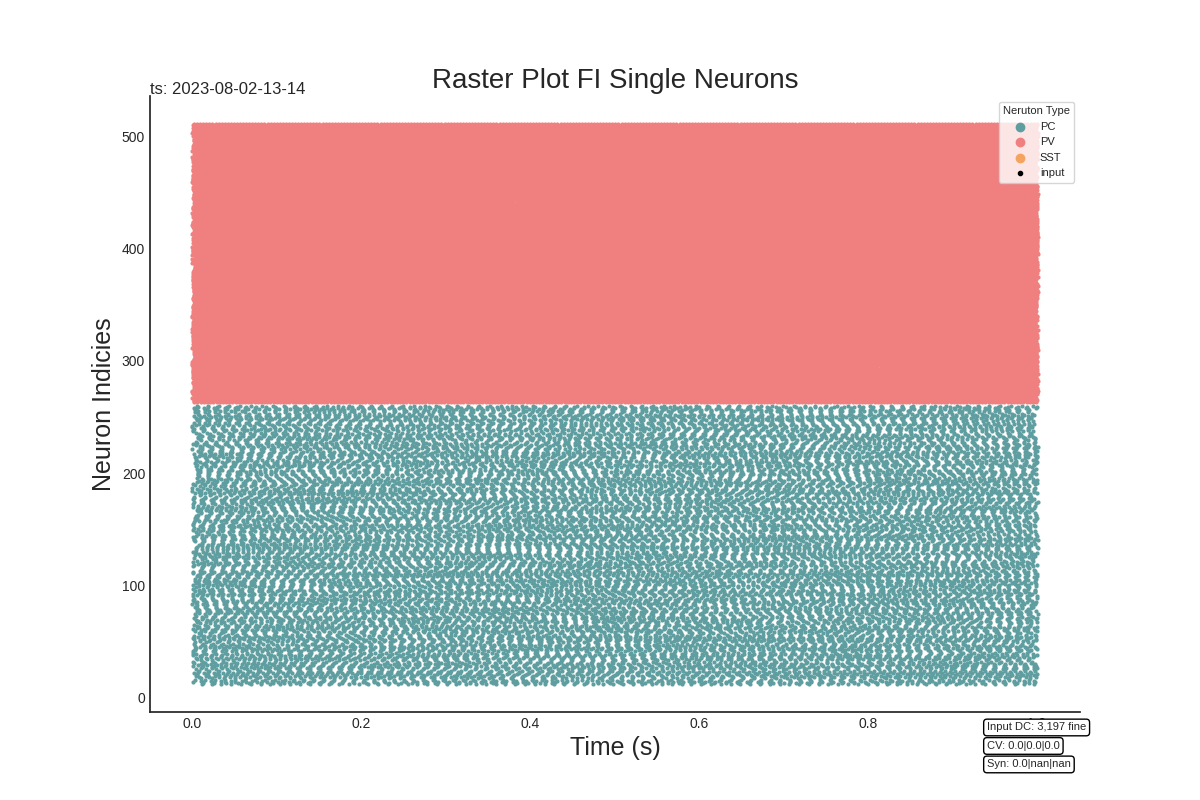 Raster Plot FI Single Neurons
ts: 2023-08-02-13-14
Neruton Type
PC
PV
SST
input
500
400
300
200
100
0
Neuron Indicies
0.0
0.2
0.4
0.6
0.8
Time (s)
Input DC: 3,197 fine
CV: 0.0|0.0|0.0
Syn: 0.0|nan|nan